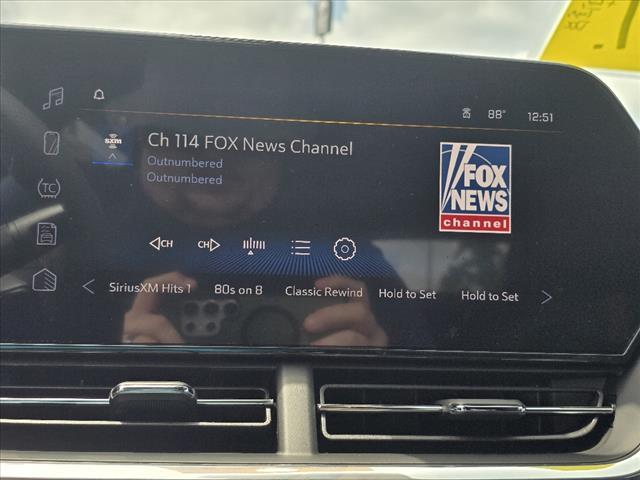 88° 12:51
sxm
Ch 114 FOX News Channel
Outnumbered
Outnumbered
FOX
NEWS
channel
TC
CH CH
SiriusXM Hits 1 80s on 8 Classic Rewind Hold to Set Hold to Set